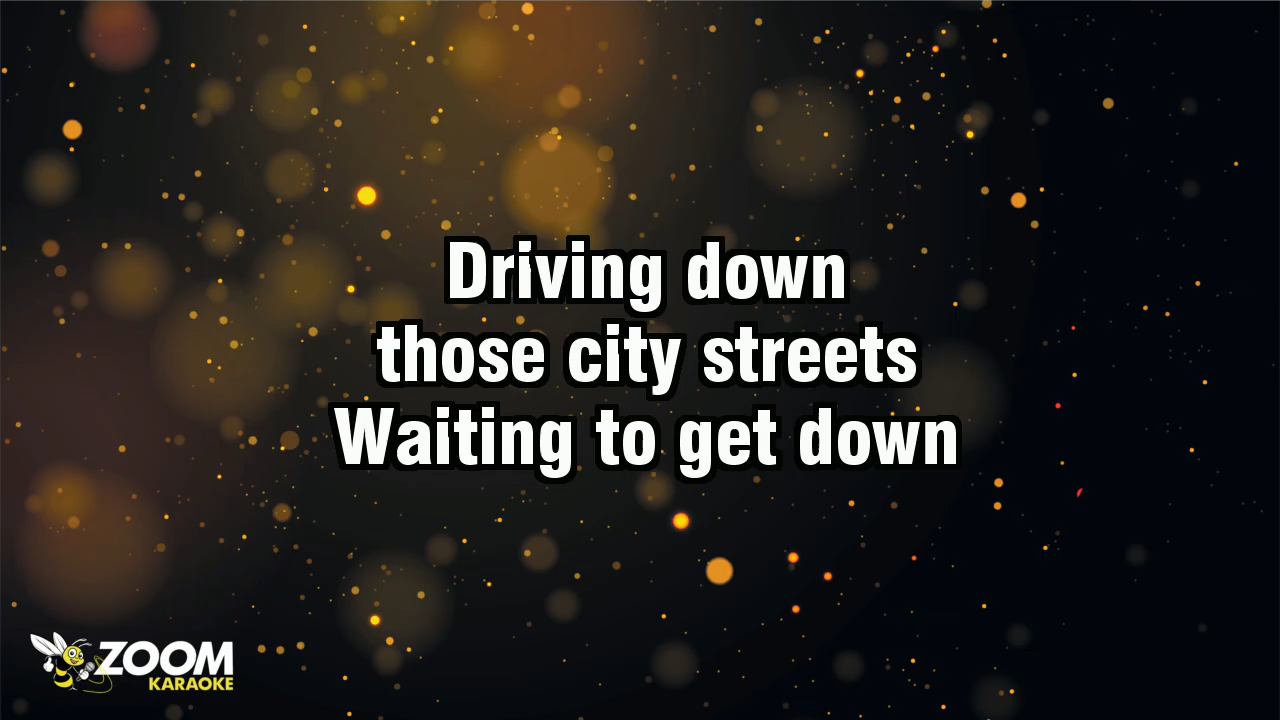 Driving down
those city streets
Waiting to get down
ZOOM
KARAOKE